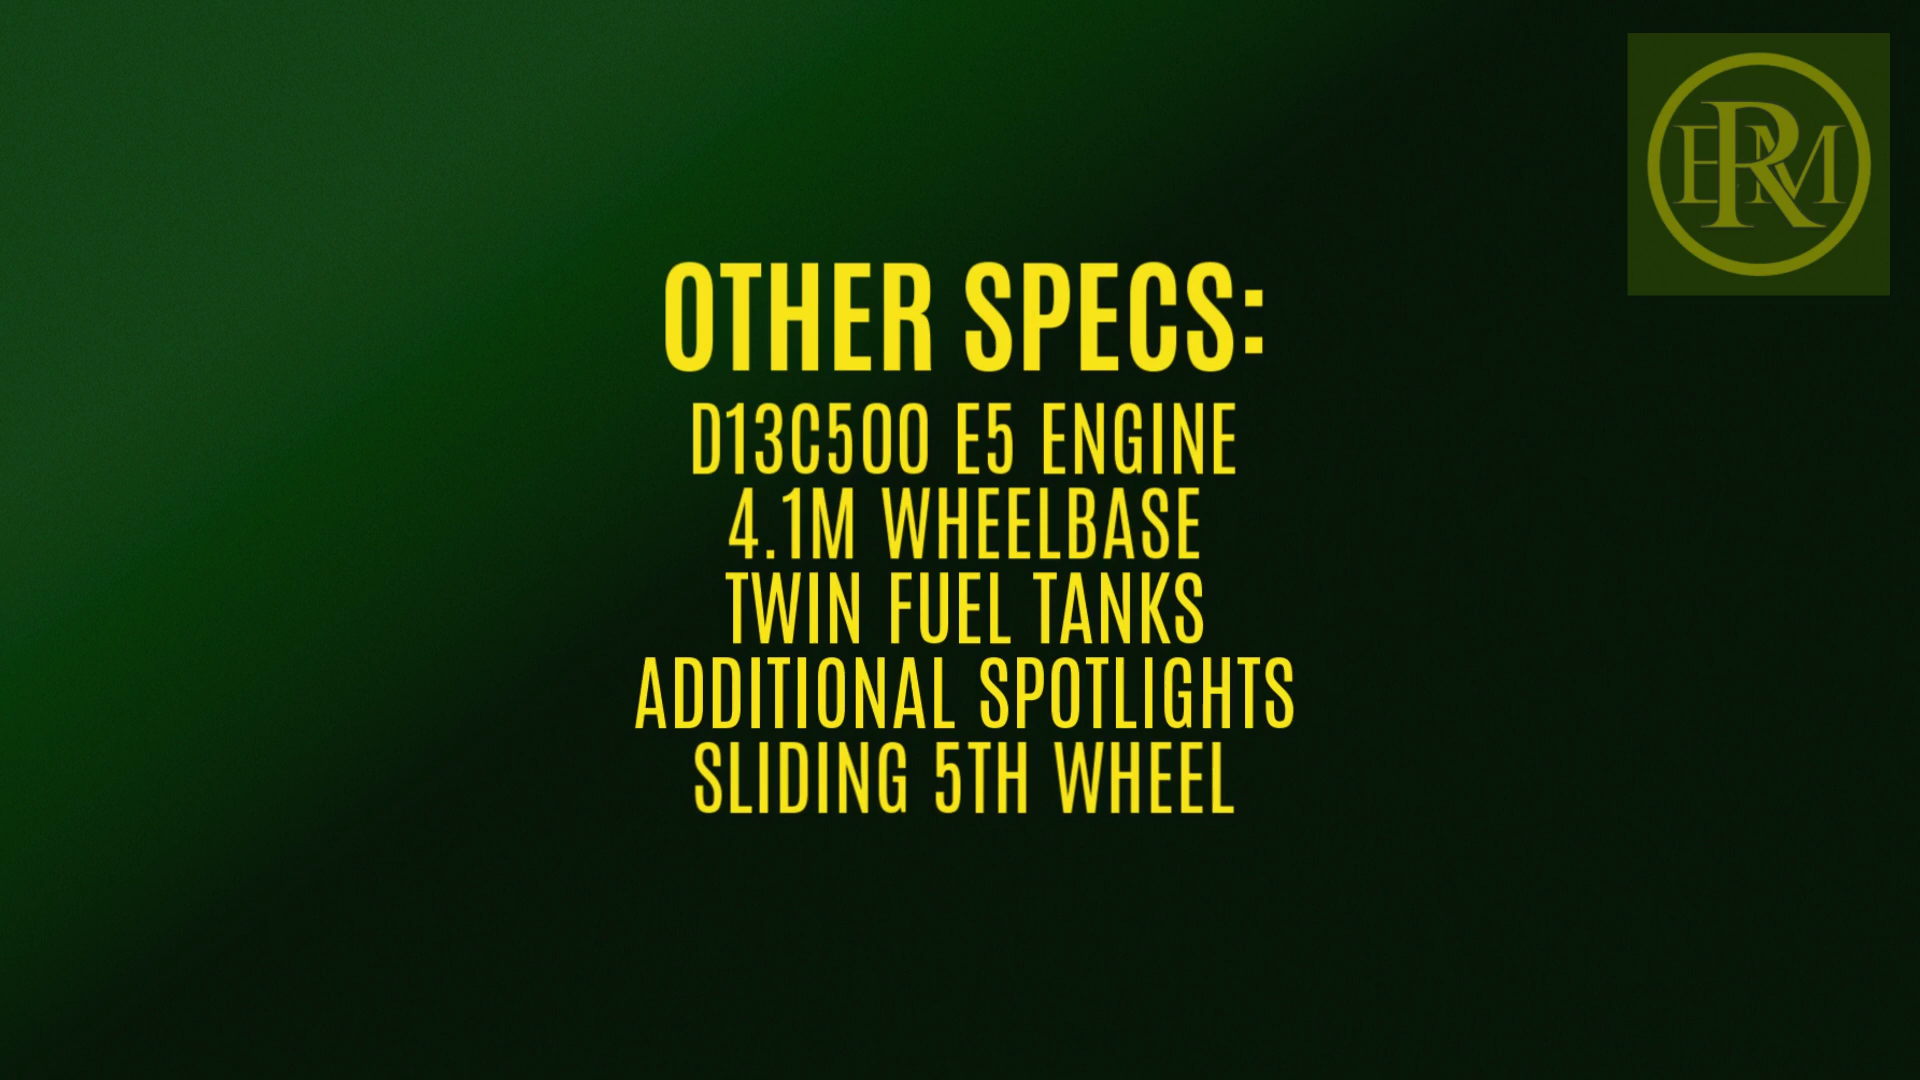 ERM
OTHER SPECS:
D13C500 E5 ENGINE
4.1M WHEELBASE
TWIN FUEL TANKS
ADDITIONAL SPOTLIGHTS
SLIDING 5TH WHEEL